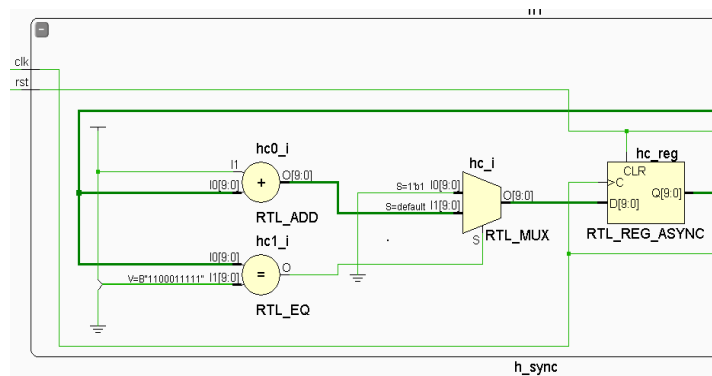 clk
rst
hc0_i
I1
I0[9:0]
+
O[9:0]
RTL_ADD
hc1_i
I0[9:0]
V=B"1100011111" I1[9:0]
=
O
RTL_EQ
hc_i
S=1'b1 I0[9:0]
S=default I1[9:0]
O[9:0]
S
RTL_MUX
hc_reg
CLR
>C
D[9:0]
Q[9:0]
RTL_REG_ASYNC
h_sync